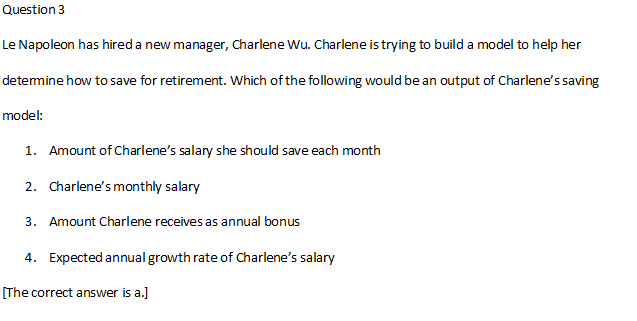 Question 3
Le Napoleon has hired a new manager, Charlene Wu. Charlene is trying to build a model to help her
determine how to save for retirement. Which of the following would be an output of Charlene's saving
model:
1. Amount of Charlene's salary she should save each month
2. Charlene's monthly salary
3. Amount Charlene receives as annual bonus
4. Expected annual growth rate of Charlene's salary
[The correct answer is a.]